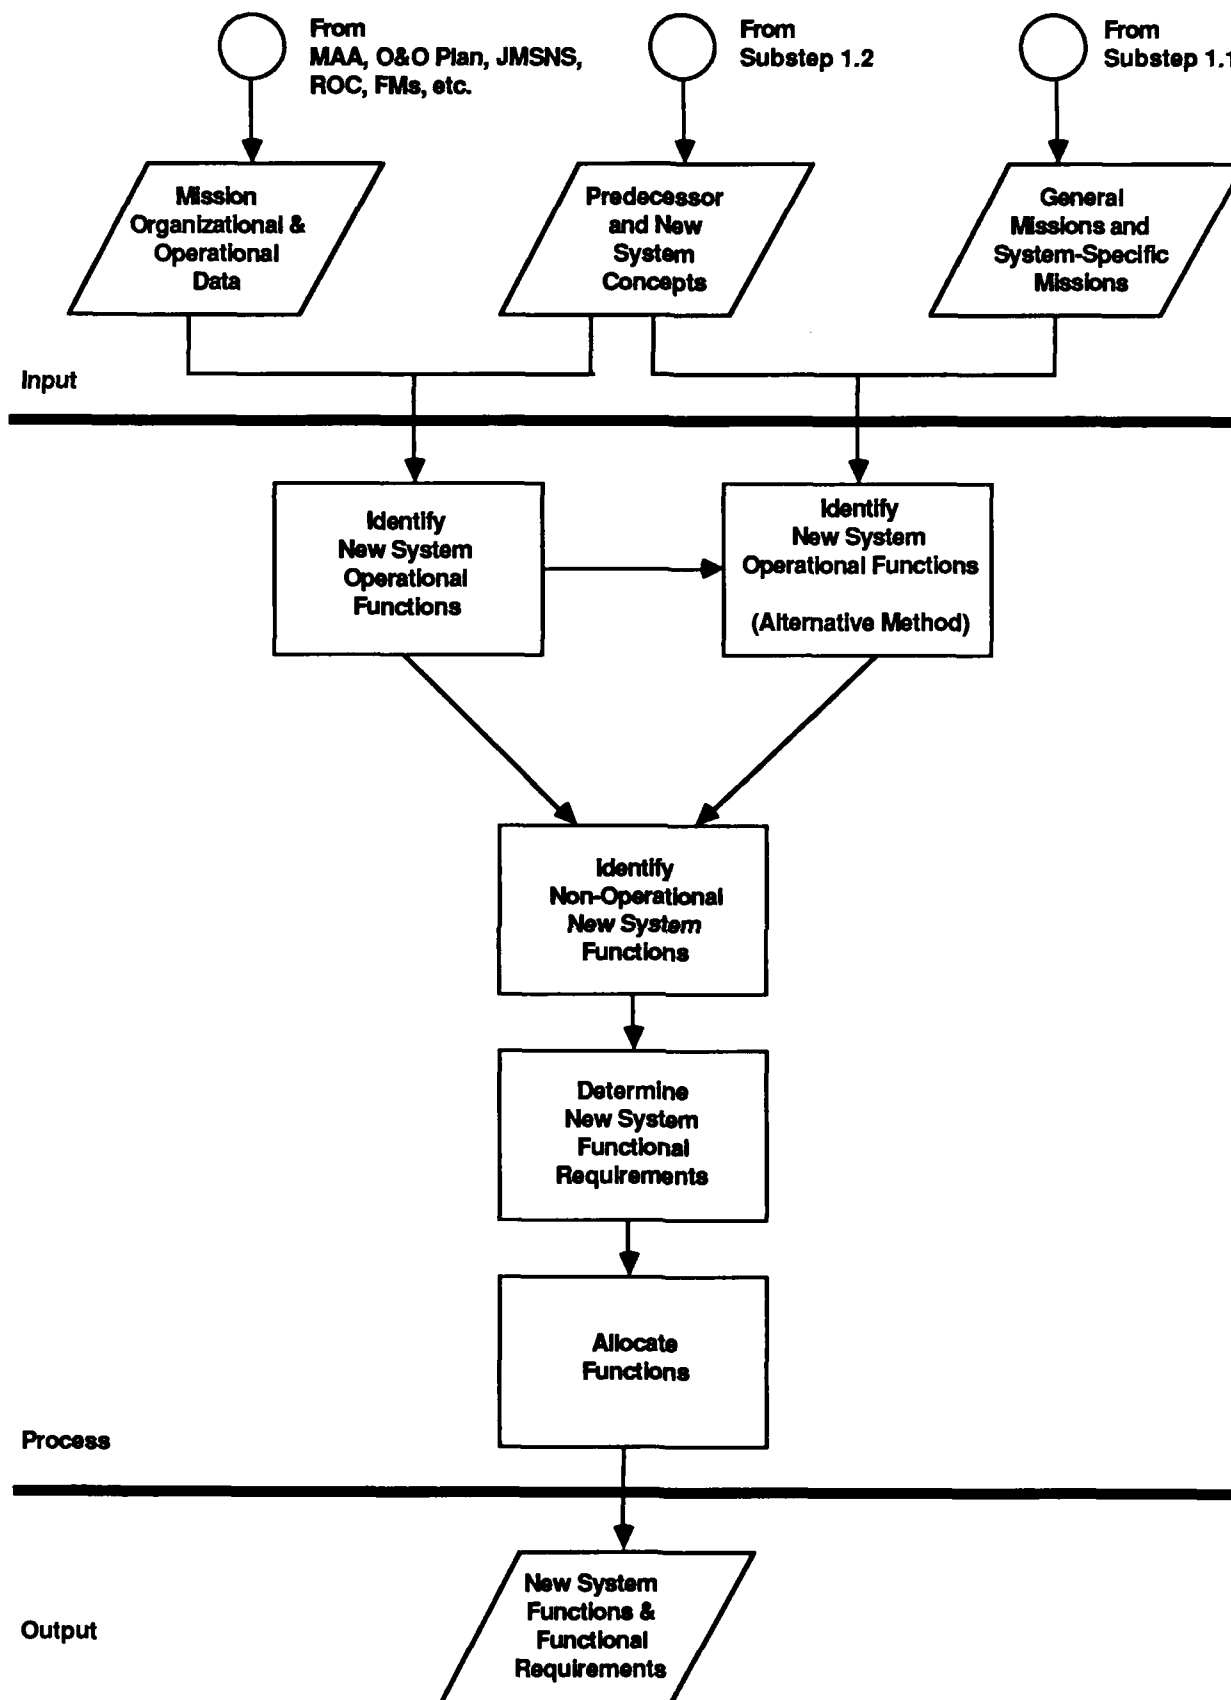 From
MAA, O&O Plan, JMSNS,
ROC, FMs, etc.
From
Substep 1.2
From
Substep 1.1
Mission
Organizational &
Operational
Data
Predecessor
and New
System
Concepts
General
Missions and
System-Specific
Missions
Input
Identify
New System
Operational
Functions
Identify
New System
Operational Functions
(Alternative Method)
Identify
Non-Operational
New System
Functions
Determine
New System
Functional
Requirements
Allocate
Functions
Process
New System
Functions &
Functional
Requirements
Output